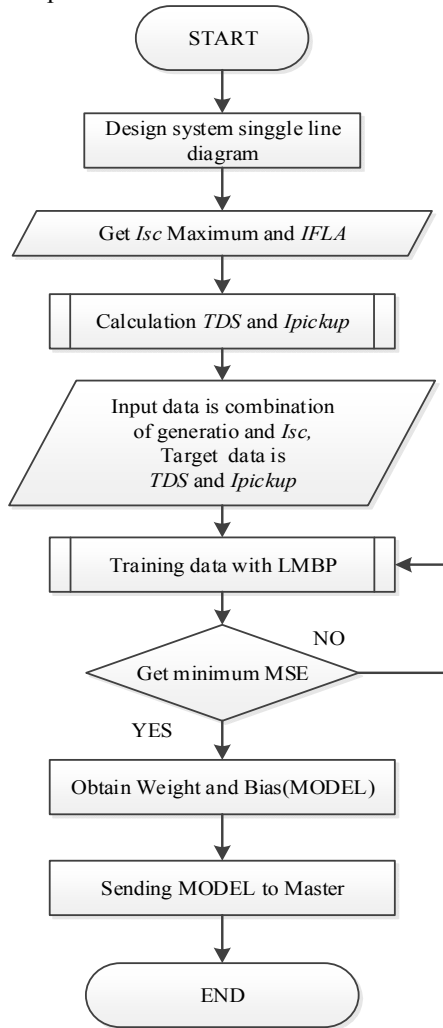 START
Design system singgle line
diagram
Get Isc Maximum and IFLA
Calculation TDS and Ipickup
Input data is combination
of generatio and Isc,
Target data is
TDS and Ipickup
Training data with LMBP
NO
Get minimum MSE
YES
Obtain Weight and Bias(MODEL)
Sending MODEL to Master
END